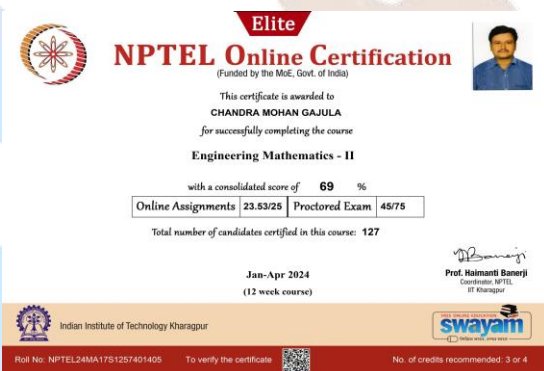 Elite
NPTEL Online Certification
(Funded by the MoE, Govt. of India)
This certificate is awarded to
CHANDRA MOHAN GAJULA
for successfully completing the course
Engineering Mathematics - II
with a consolidated score of 69 %
Online Assignments 23.53/25 Proctored Exam 45/75
Total number of candidates certified in this course: 127
Jan-Apr 2024
(12 week course)
Prof. Haimanti Banerji
Coordinator, NPTEL
IIT Kharagpur
Indian Institute of Technology Kharagpur
FREE ONLINE EDUCATION
swayam
Roll No: NPTEL24MA17S1257401405 To verify the certificate No. of credits recommended: 3 or 4